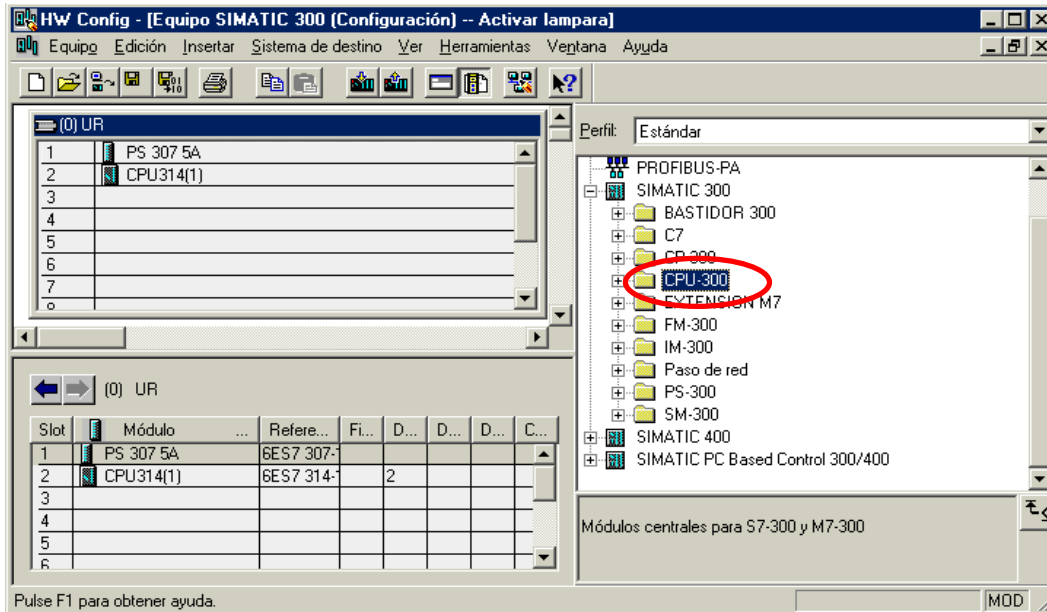 HW Config - [Equipo SIMATIC 300 (Configuración) -- Activar lampara]
Equipo Edición Insertar Sistema de destino Ver Herramientas Ventana Ayuda
(0) UR
1 PS 307 5A
2 CPU314(1)
3
4
5
6
7
(0) UR
Slot Módulo ... Refere... Fi... D... D... D... C...
1 PS 307 5A 6ES7 307-1
2 CPU314(1) 6ES7 314-1 2
3
4
5
6
Perfil: Estándar
PROFIBUS-PA
SIMATIC 300
BASTIDOR 300
C7
CP-300
CPU-300
EXTENSION M7
FM-300
IM-300
Paso de red
PS-300
SM-300
SIMATIC 400
SIMATIC PC Based Control 300/400
Módulos centrales para S7-300 y M7-300
Pulse F1 para obtener ayuda.
MOD